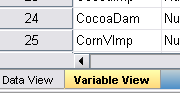 24 CocoaDam Nu
25 CornVImp Nu
Data View Variable View